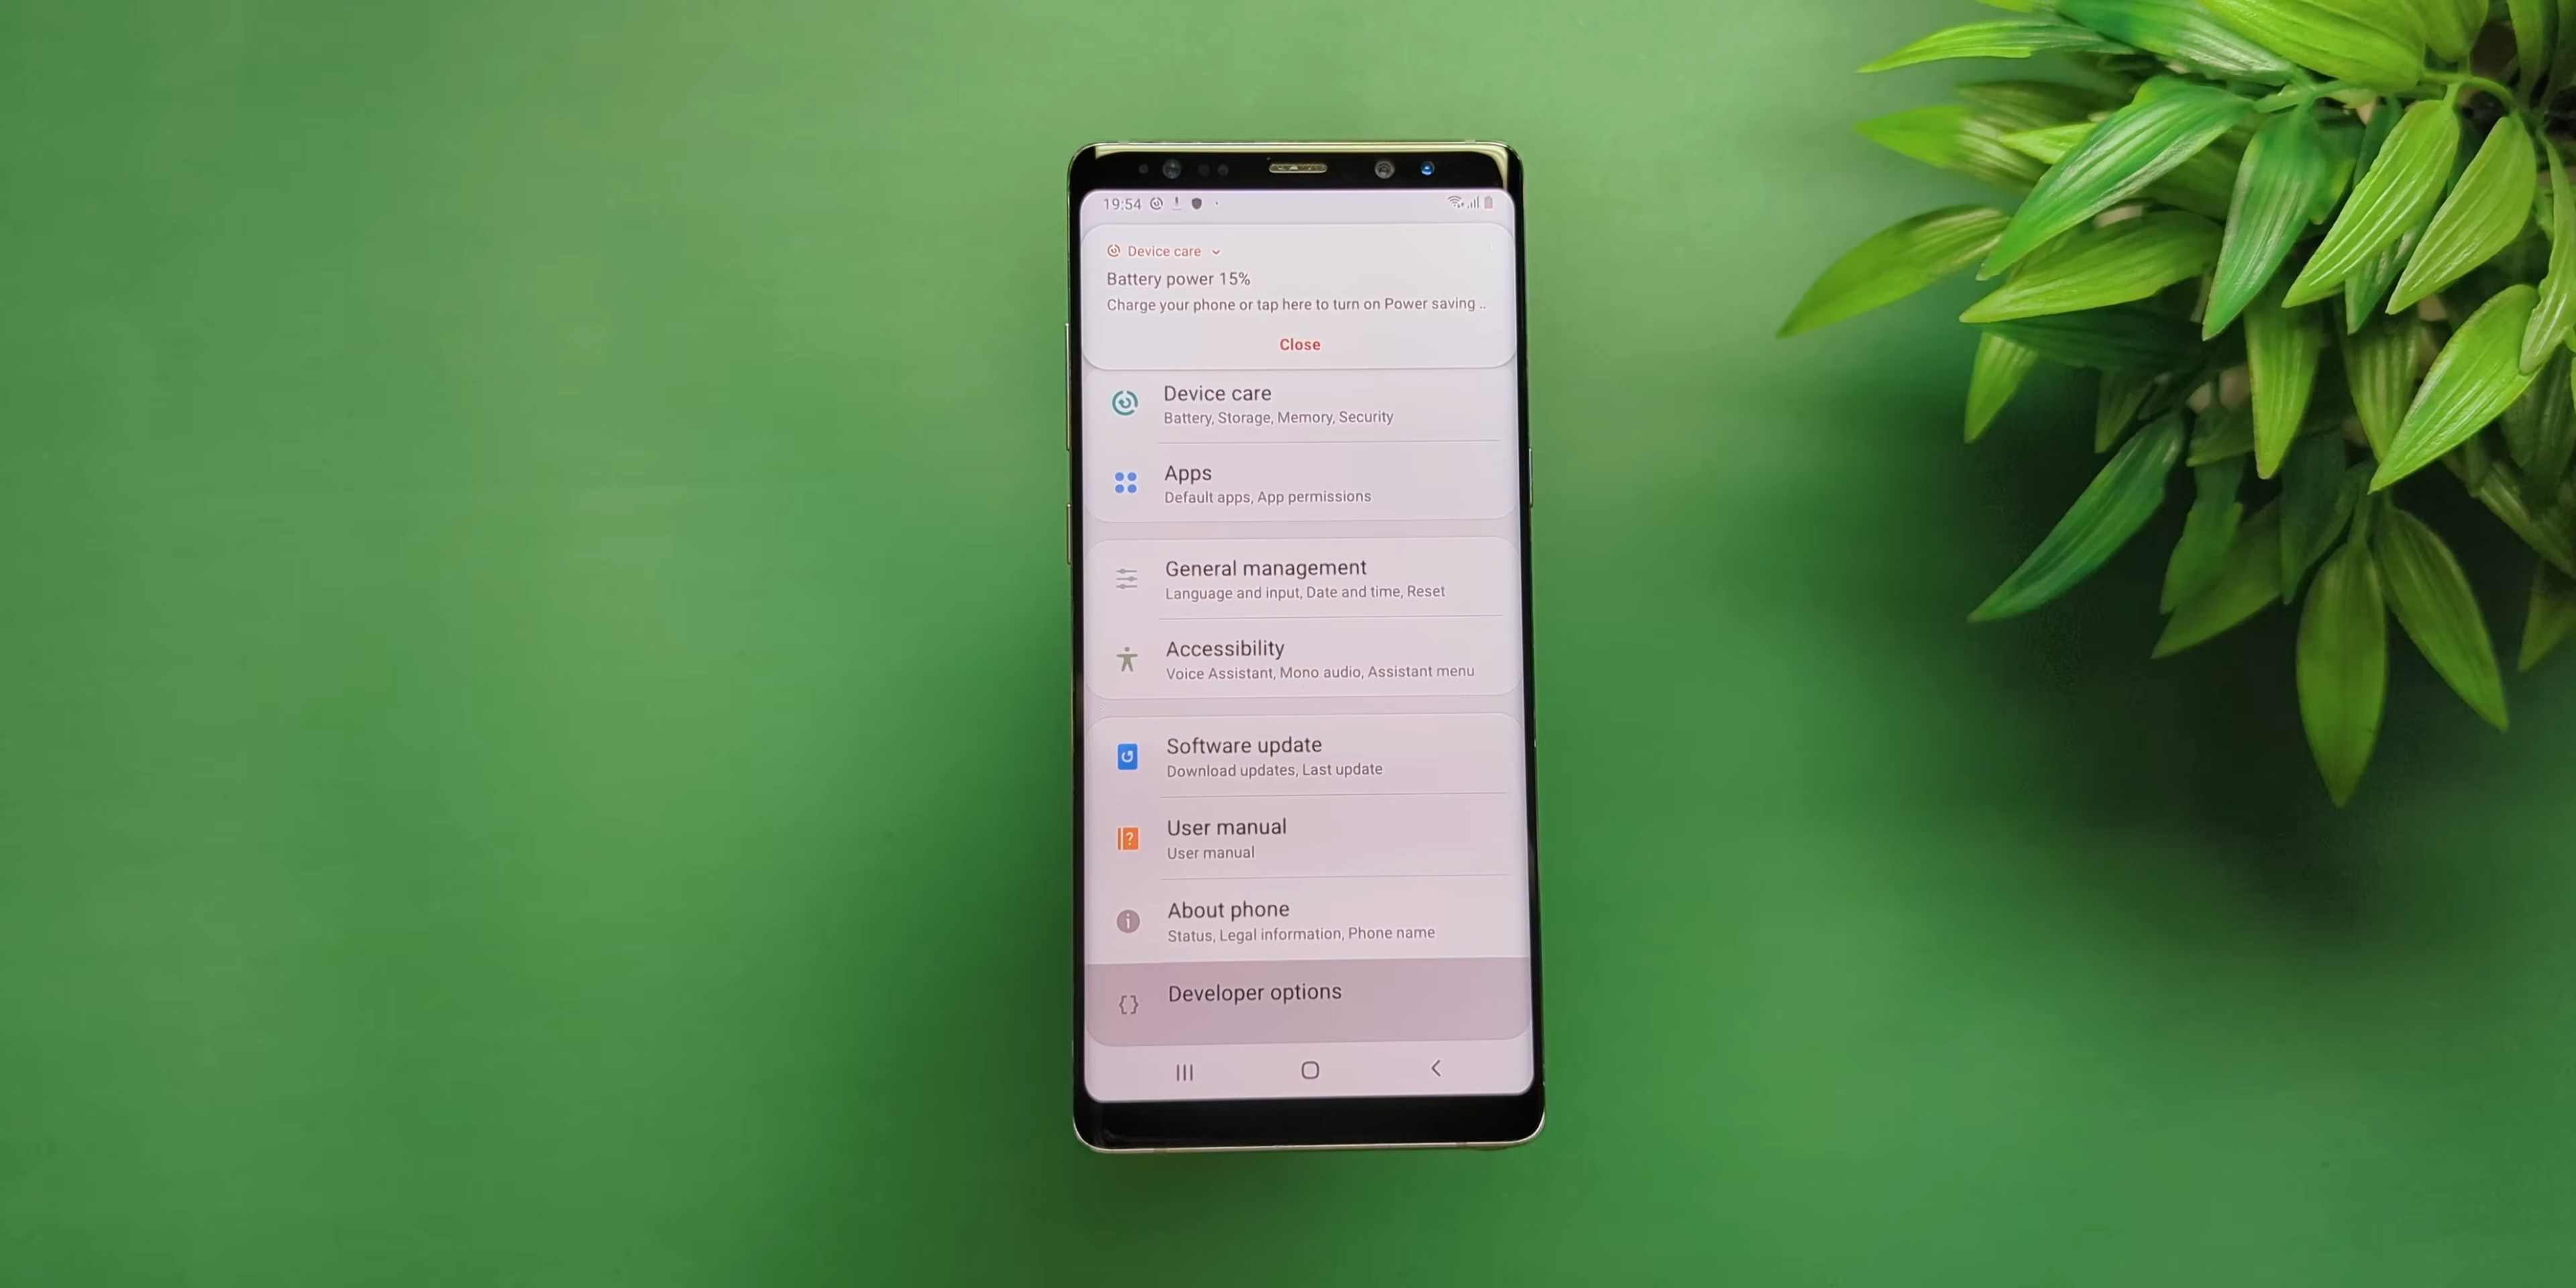 19:54
Device care
Battery power 15%
Charge your phone or tap here to turn on Power saving ..
Close
Device care
Battery, Storage, Memory, Security
Apps
Default apps, App permissions
General management
Language and input, Date and time, Reset
Accessibility
Voice Assistant, Mono audio, Assistant menu
Software update
Download updates, Last update
User manual
User manual
About phone
Status, Legal information, Phone name
Developer options